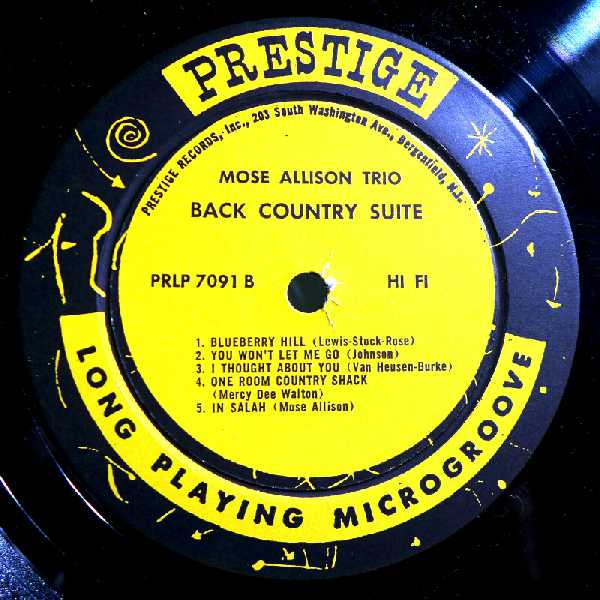 PRESTIGE
PRESTIGE RECORDS, Inc., 203 South Washington Ave., Bergenfield, N.J.
MOSE ALLISON TRIO
BACK COUNTRY SUITE
PRLP 7091 B HI FI
1. BLUEBERRY HILL (Lewis-Stock-Rose)
2. YOU WON'T LET ME GO (Johnson)
3. I THOUGHT ABOUT YOU (Van Heusen-Burke)
4. ONE ROOM COUNTRY SHACK
(Mercy Dee Walton)
5. IN SALAH (Mose Allison)
LONG PLAYING MICROGROOVE